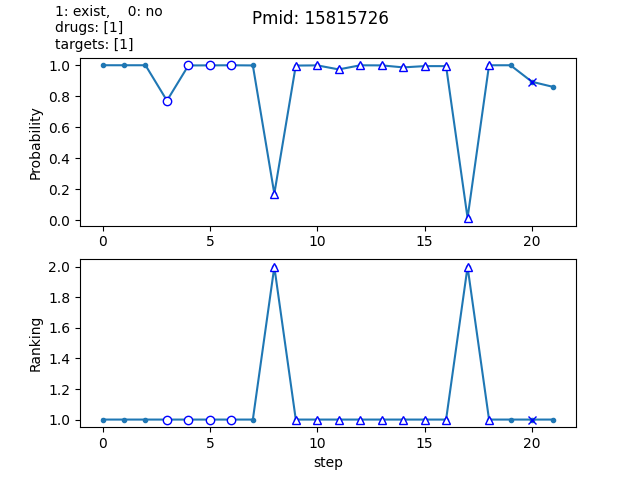 1: exist,    0: no
drugs: [1]
targets: [1]
Pmid: 15815726
Probability
1.0
0.8
0.6
0.4
0.2
0.0
0 5 10 15 20
Ranking
2.0
1.8
1.6
1.4
1.2
1.0
0 5 10 15 20
step